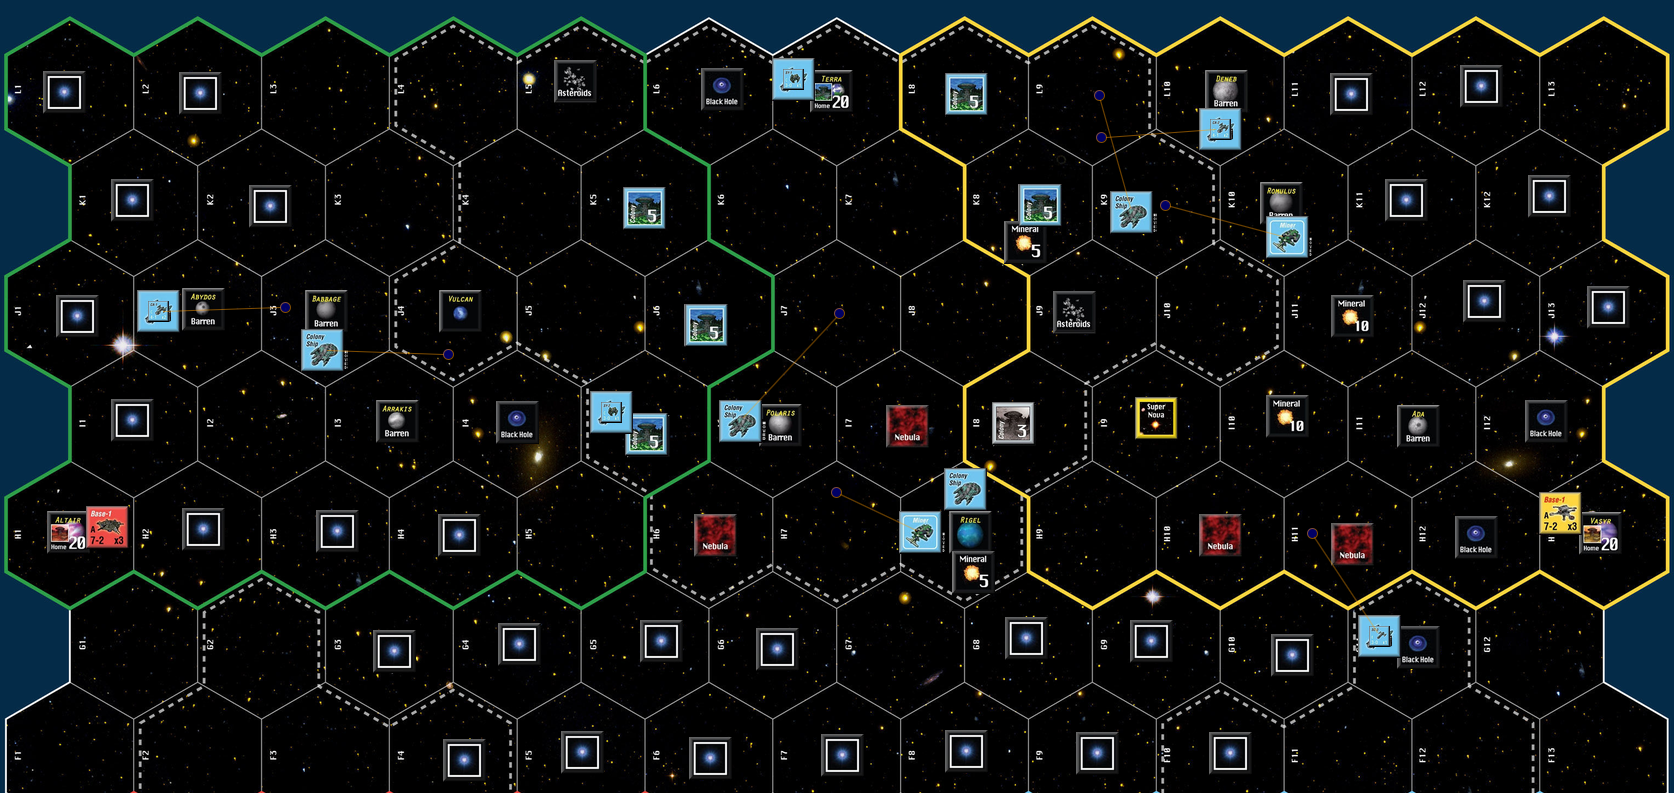 L1
L2
L3
L4
L5
Asteroids
L6
Black Hole
TERRA
Home 20
L8
Colony 5
L9
L10
DENEB
Barren
L11
L12
L13
K1
K2
K3
K4
K5
Colony 5
K6
K7
K8
Colony 5
Mineral
5
K9
Colony
Ship
K10
ROMULUS
Barren
Miner
K12
J1
ABYDOS
Barren
J3
BABBAGE
Barren
Colony
Ship
J4
VULCAN
J5
J6
Colony 5
J7
J8
J9
Asteroids
J10
J11
Mineral
10
J12
J13
I1
I2
I3
ARRAKIS
Barren
I4
Black Hole
Colony 5
Colony
Ship
POLARIS
Barren
I7
Nebula
I8
Colony 3
I9
Super
Nova
I10
Mineral
10
I11
ADA
Barren
I12
Black Hole
H1
ALTAIR
Home 20
Base-1
A
7-2 x3
H2
H3
H4
H5
H6
Nebula
H7
Colony
Ship
Miner
RIGEL
Mineral
5
H9
H10
Nebula
H11
Nebula
H12
Black Hole
Base-1
A
7-2 x3
VASYR
Home 20
G1
G2
G3
G4
G5
G6
G7
G8
G9
G10
Black Hole
G12
F1
F2
F3
F4
F5
F6
F7
F8
F9
F10
F11
F12
F13